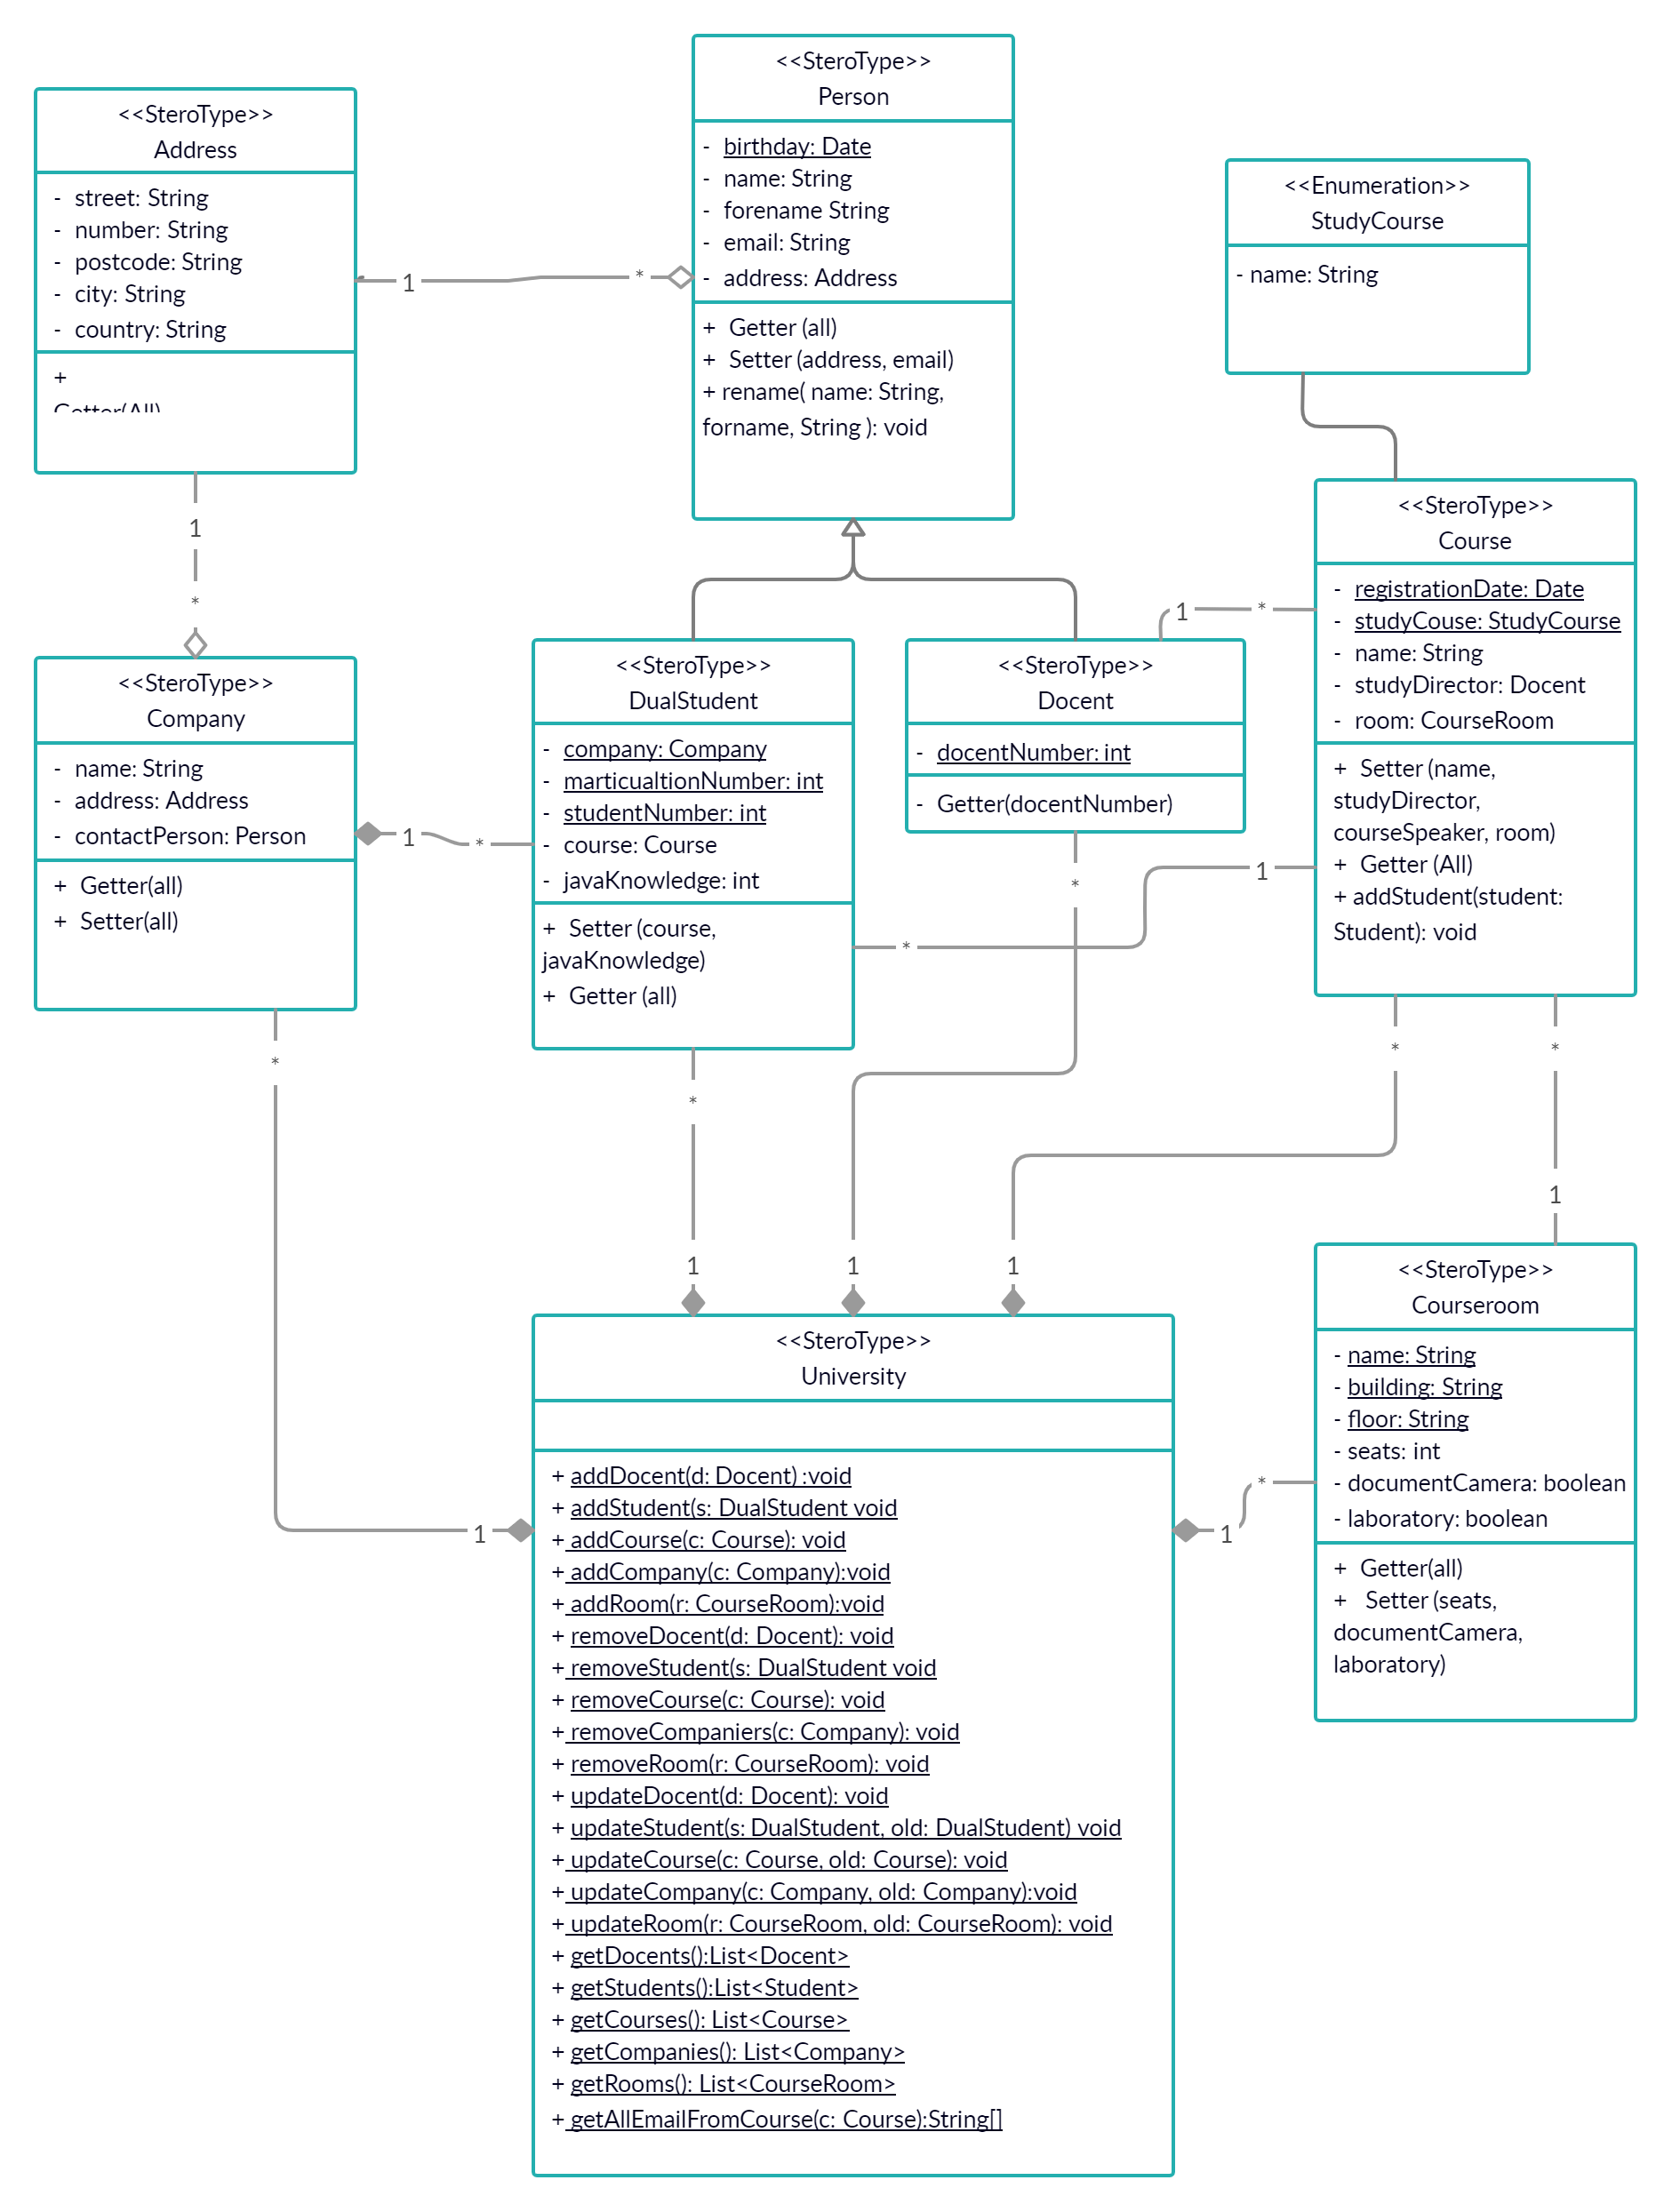 <<SteroType>>
Person
- birthday: Date
- name: String
- forename String
- email: String
- address: Address
+ Getter (all)
+ Setter (address, email)
+ rename( name: String,
forname, String ): void
<<SteroType>>
Address
- street: String
- number: String
- postcode: String
- city: String
- country: String
+
Getter(All)
1
*
<<Enumeration>>
StudyCourse
- name: String
1
*
<<SteroType>>
Course
- registrationDate: Date
- studyCouse: StudyCourse
- name: String
- studyDirector: Docent
- room: CourseRoom
+ Setter (name,
studyDirector,
courseSpeaker, room)
+ Getter (All)
+ addStudent(student:
Student): void
<<SteroType>>
Company
- name: String
- address: Address
- contactPerson: Person
+ Getter(all)
+ Setter(all)
<<SteroType>>
DualStudent
- company: Company
- marticualtionNumber: int
- studentNumber: int
- course: Course
- javaKnowledge: int
+ Setter (course,
javaKnowledge)
+ Getter (all)
<<SteroType>>
Docent
- docentNumber: int
- Getter(docentNumber)
1
*
1
*
*
1
*
*
*
*
*
1
1
1
1
<<SteroType>>
Courseroom
- name: String
- building: String
- floor: String
- seats: int
- documentCamera: boolean
- laboratory: boolean
+ Getter(all)
+ Setter (seats,
documentCamera,
laboratory)
<<SteroType>>
University
+ addDocent(d: Docent) :void
+ addStudent(s: DualStudent void
+ addCourse(c: Course): void
+ addCompany(c: Company):void
+ addRoom(r: CourseRoom):void
+ removeDocent(d: Docent): void
+ removeStudent(s: DualStudent void
+ removeCourse(c: Course): void
+ removeCompaniers(c: Company): void
+ removeRoom(r: CourseRoom): void
+ updateDocent(d: Docent): void
+ updateStudent(s: DualStudent, old: DualStudent) void
+ updateCourse(c: Course, old: Course): void
+ updateCompany(c: Company, old: Company):void
+ updateRoom(r: CourseRoom, old: CourseRoom): void
+ getDocents():List<Docent>
+ getStudents():List<Student>
+ getCourses(): List<Course>
+ getCompanies(): List<Company>
+ getRooms(): List<CourseRoom>
+ getAllEmailFromCourse(c: Course):String[]
1
1
*